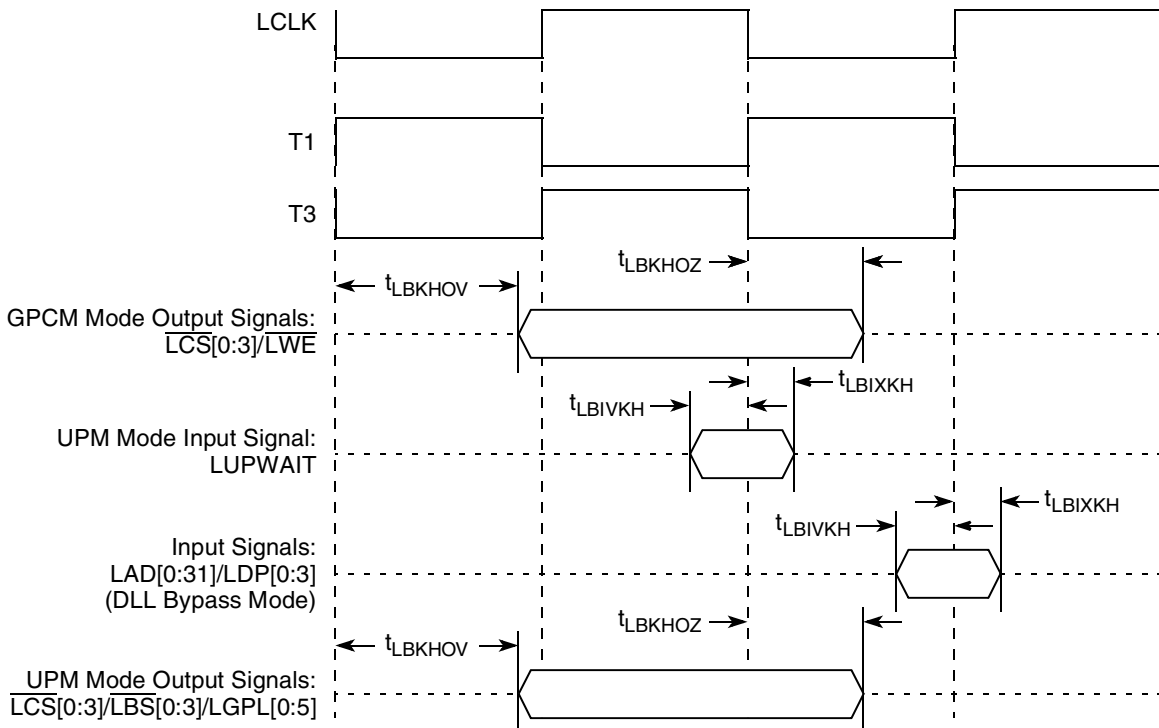 LCLK
T1
T3
tLBKHOZ
tLBKHOV
GPCM Mode Output Signals:
LCS[0:3]/LWE
tLBIXKH
tLBIVKH
UPM Mode Input Signal:
LUPWAIT
tLBIXKH
tLBIVKH
Input Signals:
LAD[0:31]/LDP[0:3]
(DLL Bypass Mode)
tLBKHOZ
tLBKHOV
UPM Mode Output Signals:
LCS[0:3]/LBS[0:3]/LGPL[0:5]